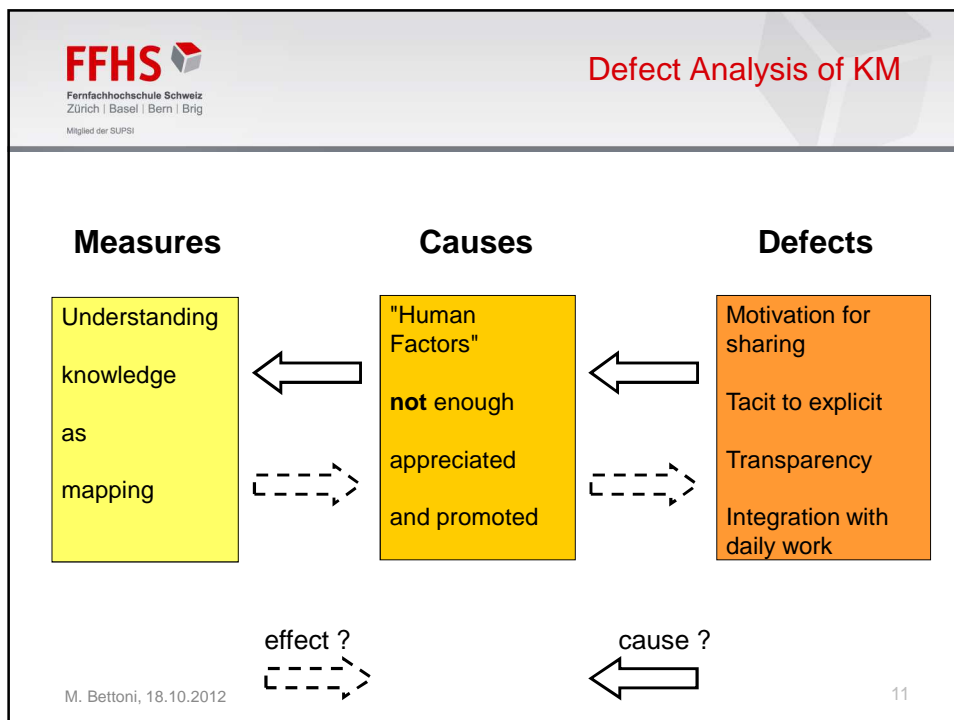 FFHS
Fernfachhochschule Schweiz
Zürich | Basel | Bern | Brig
Mitglied der SUPSI
Defect Analysis of KM
Measures
Understanding
knowledge
as
mapping
Causes
"Human
Factors"
not enough
appreciated
and promoted
Defects
Motivation for
sharing
Tacit to explicit
Transparency
Integration with
daily work
effect ?
cause ?
M. Bettoni, 18.10.2012
11